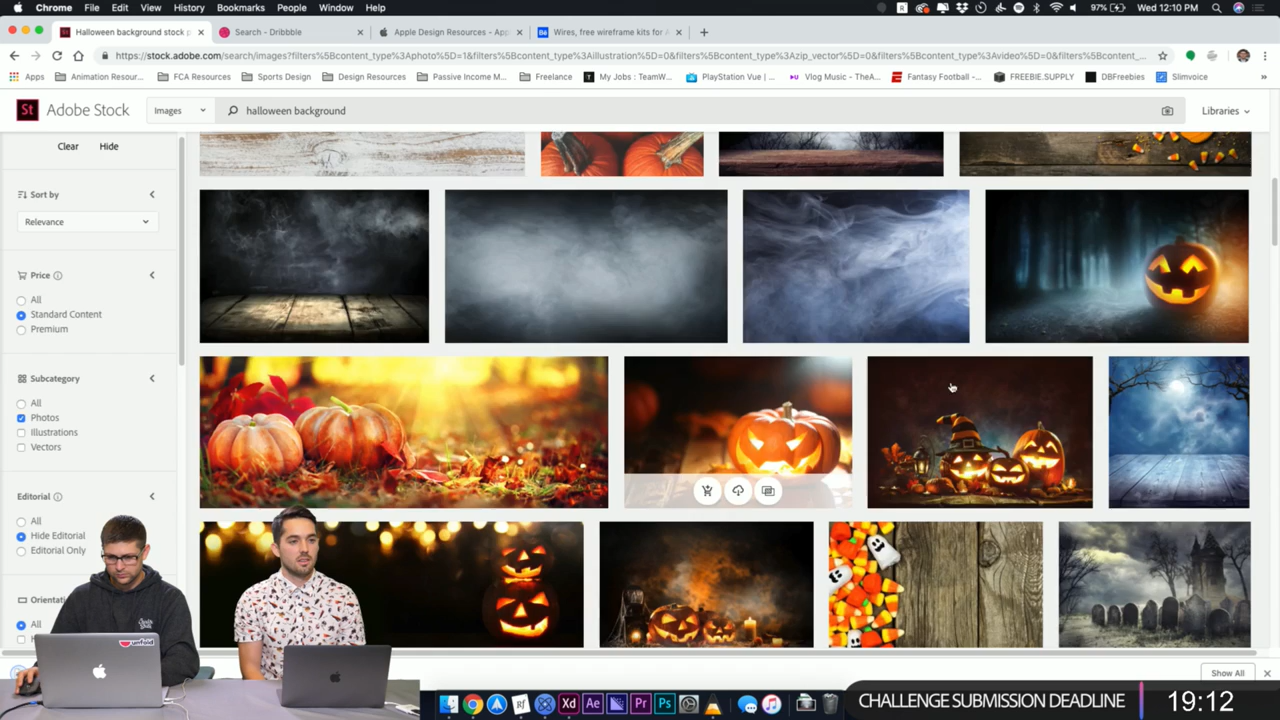 Chrome File Edit View History Bookmarks People Window Help
97% Wed 12:10 PM
Halloween background stock p
Search - Dribbble
Apple Design Resources - App
Wires, free wireframe kits for
https://stock.adobe.com/search/images?filters%5Bcontent_type%3Aphoto%5D=1&filters%5Bcontent_type%3Aillustration%5D=0&filters%5Bcontent_type%3Azip_vector%5D=0&filters%5Bcontent_type%3Avideo%5D=0&filters%5Bcontent_...
Apps Animation Resour... FCA Resources Sports Design Design Resources Passive Income M... Freelance My Jobs : TeamW... PlayStation Vue |... Vlog Music - TheA... Fantasy Football -... FREEBIE.SUPPLY DBFreebies Slimvoice
St Adobe Stock Images halloween background Libraries
Clear Hide
Sort by
Relevance
Price
All
Standard Content
Premium
Subcategory
All
Photos
Illustrations
Vectors
Editorial
All
Hide Editorial
Editorial Only
Orientati
All
unfold
Show All
Xd Ae Pr Ps
CHALLENGE SUBMISSION DEADLINE 19:12